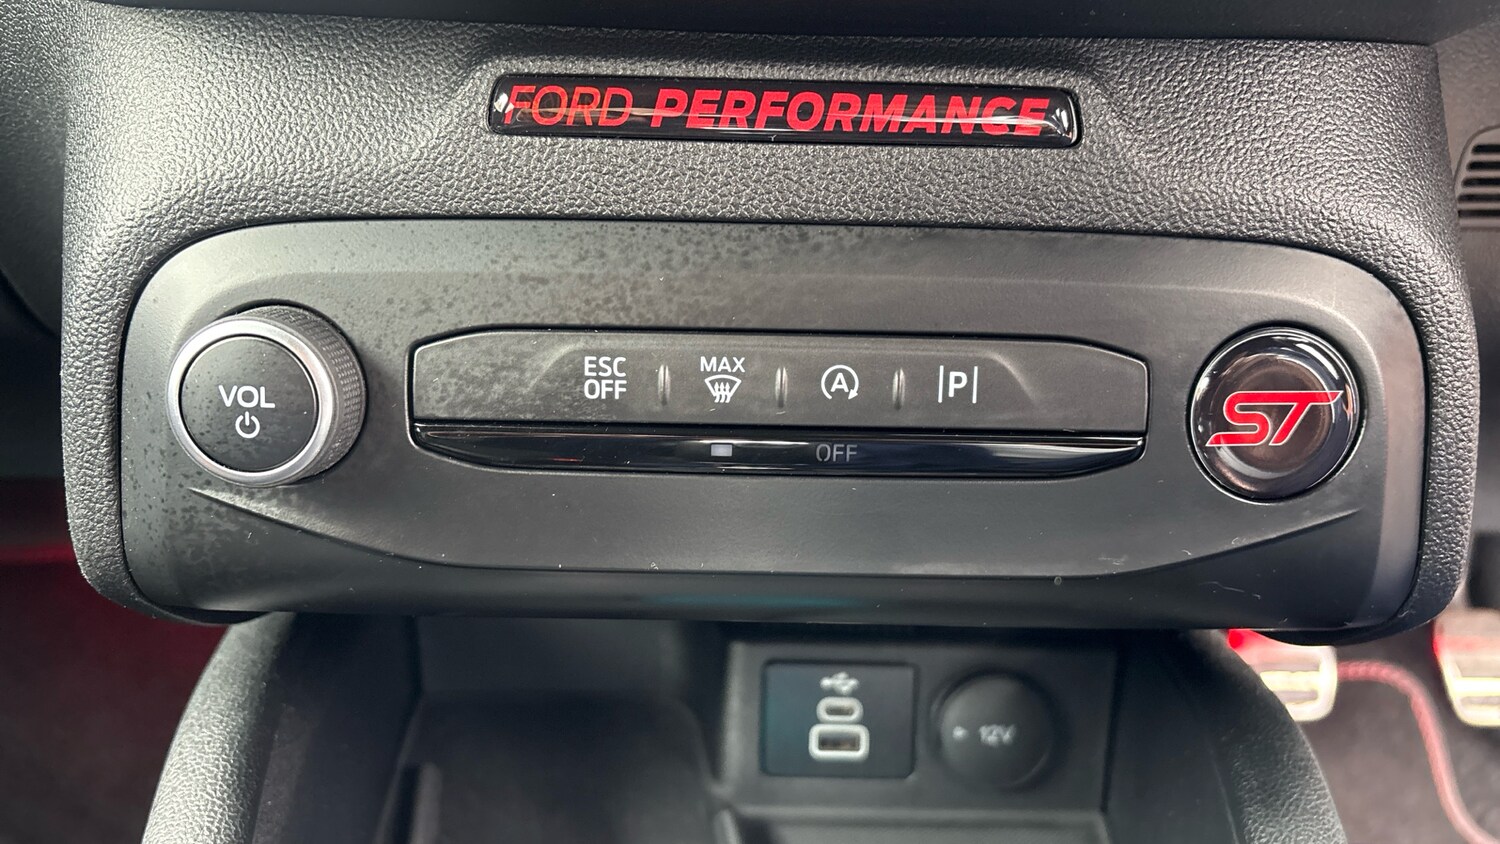 FORD PERFORMANCE
VOL
ESC
OFF
MAX
A
P
OFF
ST
12V